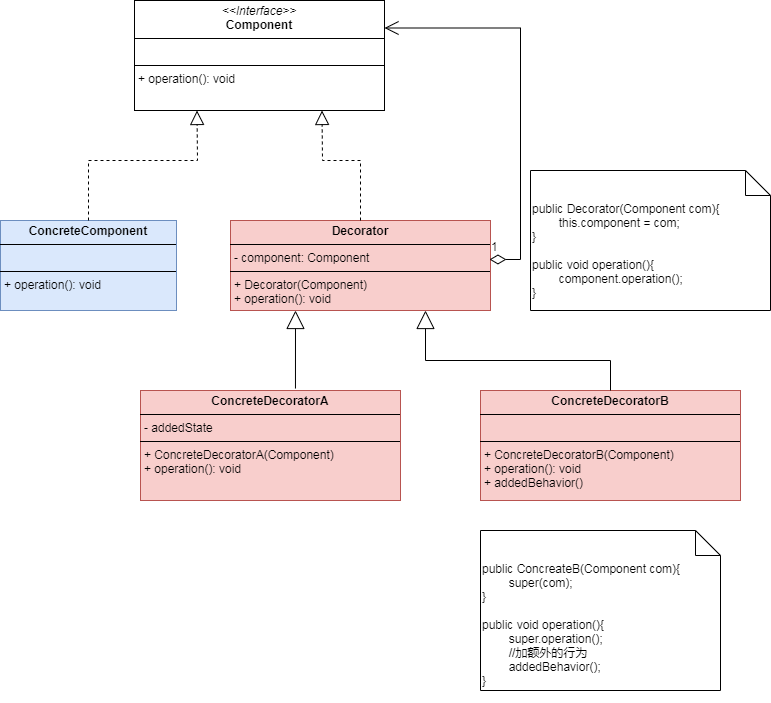 <<Interface>>
Component
+ operation(): void
ConcreteComponent
+ operation(): void
Decorator
- component: Component
+ Decorator(Component)
+ operation(): void
1
public Decorator(Component com){
this.component = com;
}
public void operation(){
component.operation();
}
ConcreteDecoratorA
- addedState
+ ConcreteDecoratorA(Component)
+ operation(): void
ConcreteDecoratorB
+ ConcreteDecoratorB(Component)
+ operation(): void
+ addedBehavior()
public ConcreateB(Component com){
super(com);
}
public void operation(){
super.operation();
//加额外的行为
addedBehavior();
}